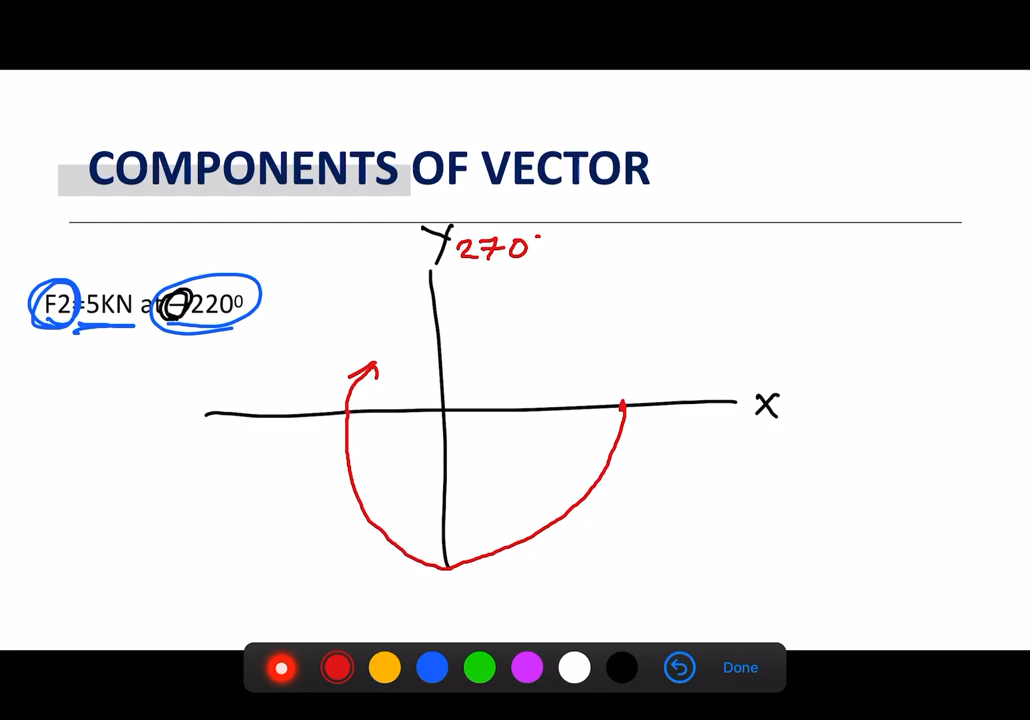 COMPONENTS OF VECTOR
Y 270°
F2=5KN at −220⁰
X
Done